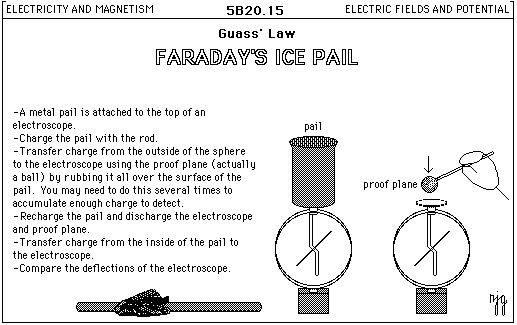 ELECTRICITY AND MAGNETISM
5B20.15
ELECTRIC FIELDS AND POTENTIAL
Guass' Law
FARADAY'S ICE PAIL
-A metal pail is attached to the top of an
electroscope.
-Charge the pail with the rod.
-Transfer charge from the outside of the sphere
to the electroscope using the proof plane (actually
a ball) by rubbing it all over the surface of the
pail.  You may need to do this several times to
accumulate enough charge to detect.
-Recharge the pail and discharge the electroscope
and proof plane.
-Transfer charge from the inside of the pail to
the electroscope.
-Compare the deflections of the electroscope.
pail
proof plane
njg